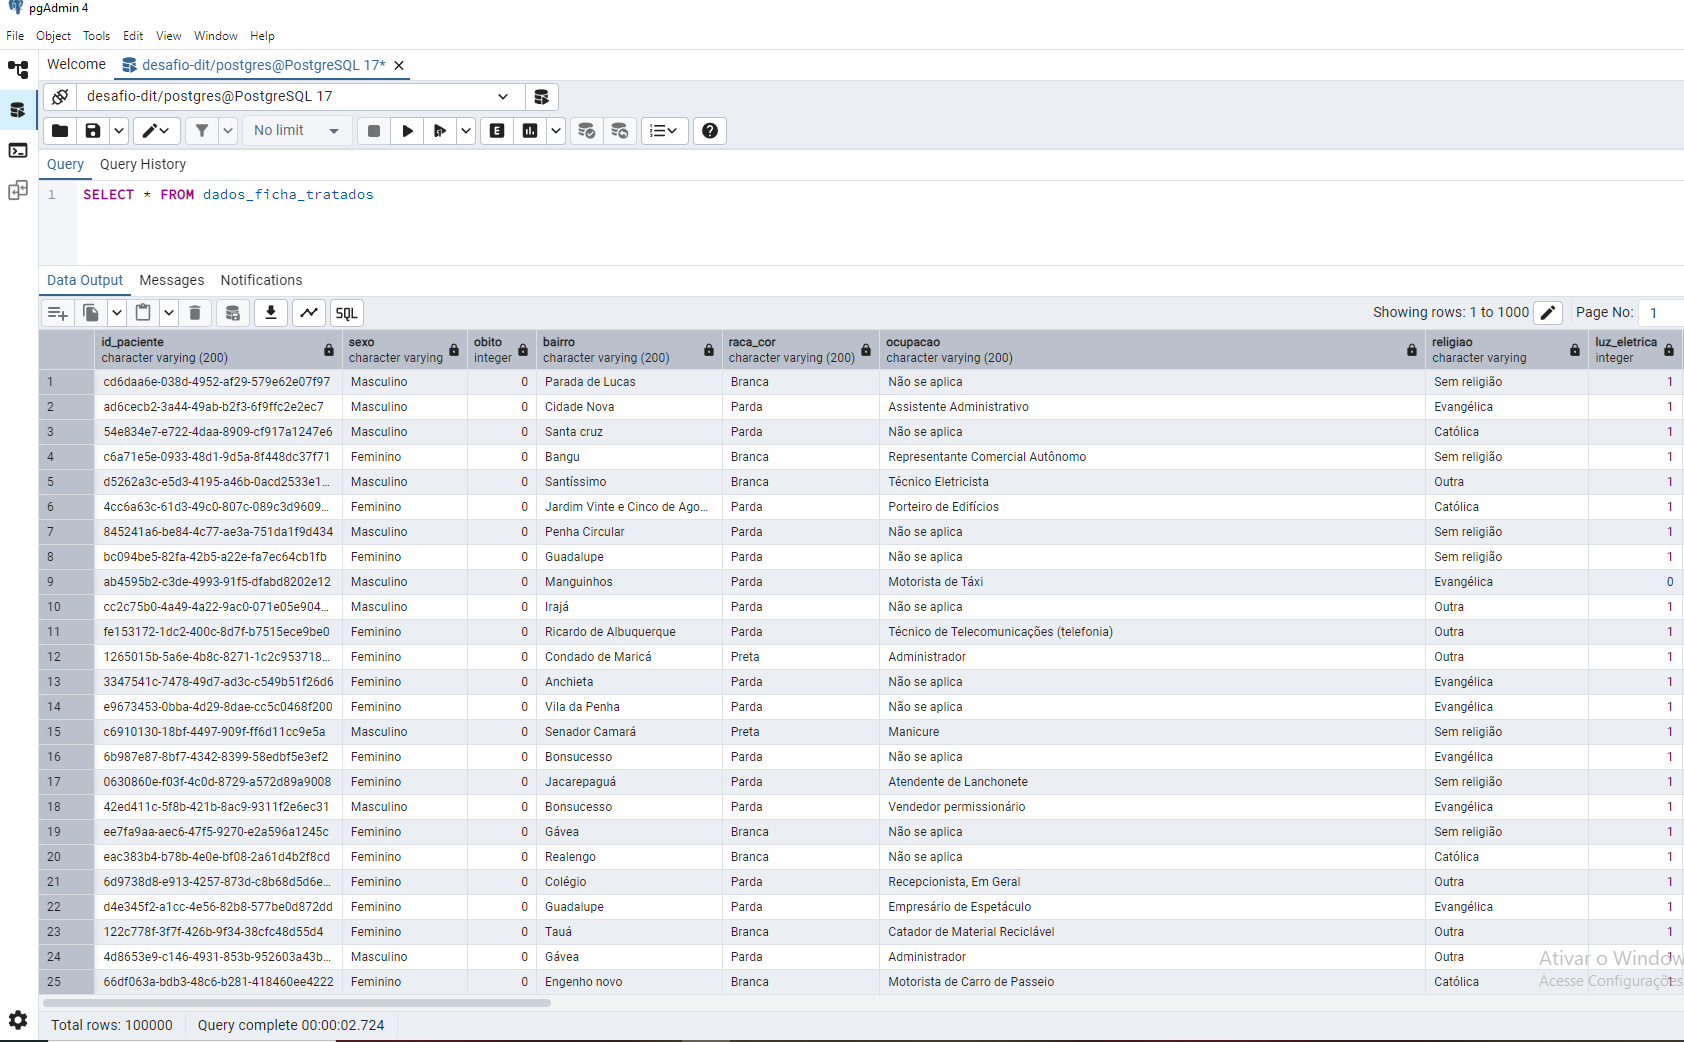 pgAdmin 4
File Object Tools Edit View Window Help
Welcome desafio-dit/postgres@PostgreSQL 17*
desafio-dit/postgres@PostgreSQL 17
No limit
Query Query History
1 SELECT * FROM dados_ficha_tratados
Data Output Messages Notifications
SQL Showing rows: 1 to 1000 Page No: 1
id_paciente sexo obito bairro raca_cor ocupacao religiao luz_eletrica
character varying (200) character varying integer character varying (200) character varying (200) character varying (200) character varying integer
1 cd6daa6e-038d-4952-af29-579e62e07f97 Masculino 0 Parada de Lucas Branca Não se aplica Sem religião 1
2 ad6cecb2-3a44-49ab-b2f3-6f9ffc2e2ec7 Masculino 0 Cidade Nova Parda Assistente Administrativo Evangélica 1
3 54e834e7-e722-4daa-8909-cf917a1247e6 Masculino 0 Santa cruz Parda Não se aplica Católica 1
4 c6a71e5e-0933-48d1-9d5a-8f448dc37f71 Feminino 0 Bangu Branca Representante Comercial Autônomo Sem religião 1
5 d5262a3c-e5d3-4195-a46b-0acd2533e1... Masculino 0 Santíssimo Branca Técnico Eletricista Outra 1
6 4cc6a63c-61d3-49c0-807c-089c3d9609... Feminino 0 Jardim Vinte e Cinco de Ago... Parda Porteiro de Edifícios Católica 1
7 845241a6-be84-4c77-ae3a-751da1f9d434 Masculino 0 Penha Circular Parda Não se aplica Sem religião 1
8 bc094be5-82fa-42b5-a22e-fa7ec64cb1fb Feminino 0 Guadalupe Parda Não se aplica Sem religião 1
9 ab4595b2-c3de-4993-91f5-dfabd8202e12 Masculino 0 Manguinhos Parda Motorista de Táxi Evangélica 0
10 cc2c75b0-4a49-4a22-9ac0-071e05e904... Masculino 0 Irajá Parda Não se aplica Outra 1
11 fe153172-1dc2-400c-8d7f-b7515ece9be0 Feminino 0 Ricardo de Albuquerque Parda Técnico de Telecomunicações (telefonia) Outra 1
12 1265015b-5a6e-4b8c-8271-1c2c953718... Feminino 0 Condado de Maricá Preta Administrador Outra 1
13 3347541c-7478-49d7-ad3c-c549b51f26d6 Feminino 0 Anchieta Parda Não se aplica Evangélica 1
14 e9673453-0bba-4d29-8dae-cc5c0468f200 Feminino 0 Vila da Penha Parda Não se aplica Evangélica 1
15 c6910130-18bf-4497-909f-ff6d11cc9e5a Masculino 0 Senador Camará Preta Manicure Sem religião 1
16 6b987e87-8bf7-4342-8399-58edbf5e3ef2 Feminino 0 Bonsucesso Parda Não se aplica Evangélica 1
17 0630860e-f03f-4c0d-8729-a572d89a9008 Feminino 0 Jacarepaguá Parda Atendente de Lanchonete Sem religião 1
18 42ed411c-5f8b-421b-8ac9-9311f2e6ec31 Masculino 0 Bonsucesso Parda Vendedor permissionário Evangélica 1
19 ee7fa9aa-aec6-47f5-9270-e2a596a1245c Feminino 0 Gávea Branca Não se aplica Sem religião 1
20 eac383b4-b78b-4e0e-bf08-2a61d4b2f8cd Feminino 0 Realengo Branca Não se aplica Católica 1
21 6d9738d8-e913-4257-873d-c8b68d5d6e... Feminino 0 Colégio Parda Recepcionista, Em Geral Outra 1
22 d4e345f2-a1cc-4e56-82b8-577be0d872dd Feminino 0 Guadalupe Parda Empresário de Espetáculo Evangélica 1
23 122c778f-3f7f-426b-9f34-38cfc48d55d4 Feminino 0 Tauá Branca Catador de Material Reciclável Outra 1
24 4d8653e9-c146-4931-853b-952603a43b... Masculino 0 Gávea Parda Administrador Outra 1
25 66df063a-bdb3-48c6-b281-418460ee4222 Feminino 0 Engenho novo Branca Motorista de Carro de Passeio Católica 1
Ativar o Window
Acesse Configurações
Total rows: 100000 Query complete 00:00:02.724